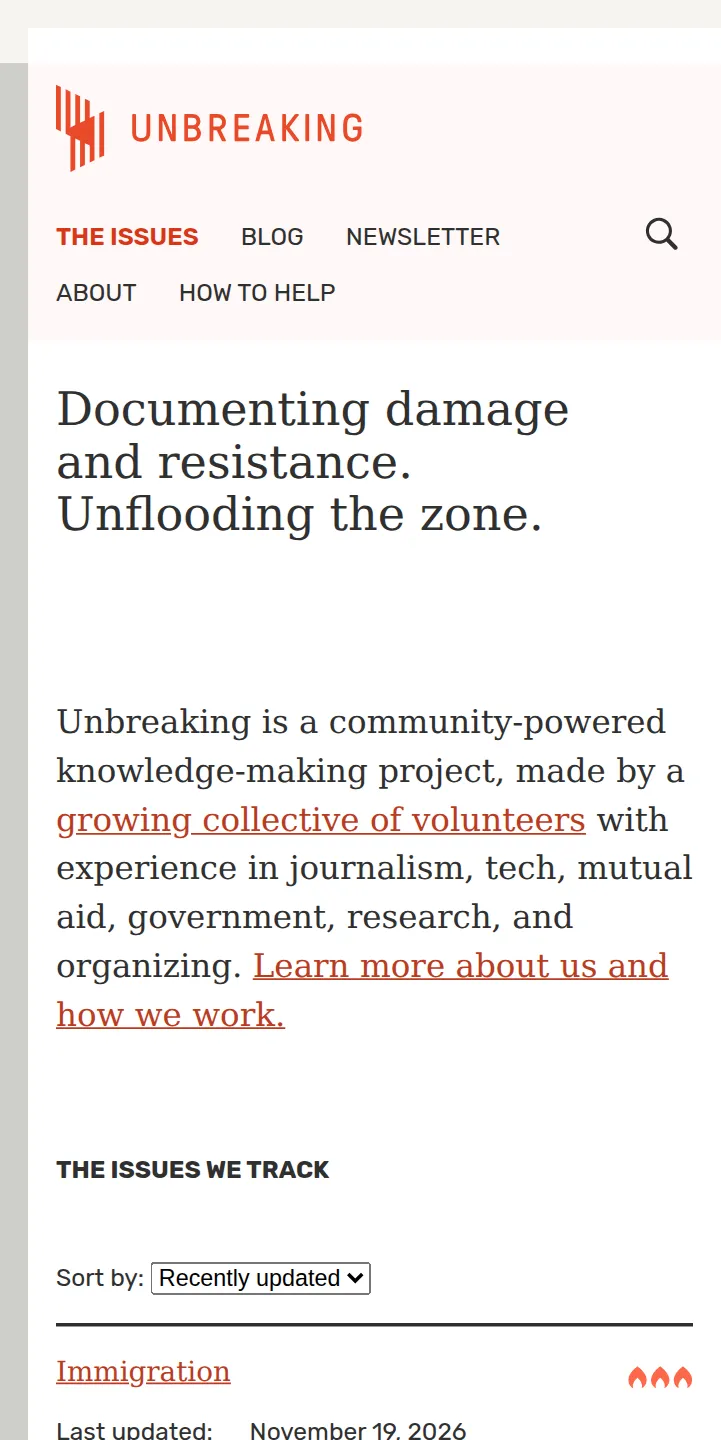 UNBREAKING
THE ISSUES BLOG NEWSLETTER
ABOUT HOW TO HELP
Documenting damage
and resistance.
Unflooding the zone.
Unbreaking is a community-powered
knowledge-making project, made by a
growing collective of volunteers with
experience in journalism, tech, mutual
aid, government, research, and
organizing. Learn more about us and
how we work.
THE ISSUES WE TRACK
Sort by: Recently updated
Immigration
Last updated: November 19, 2026